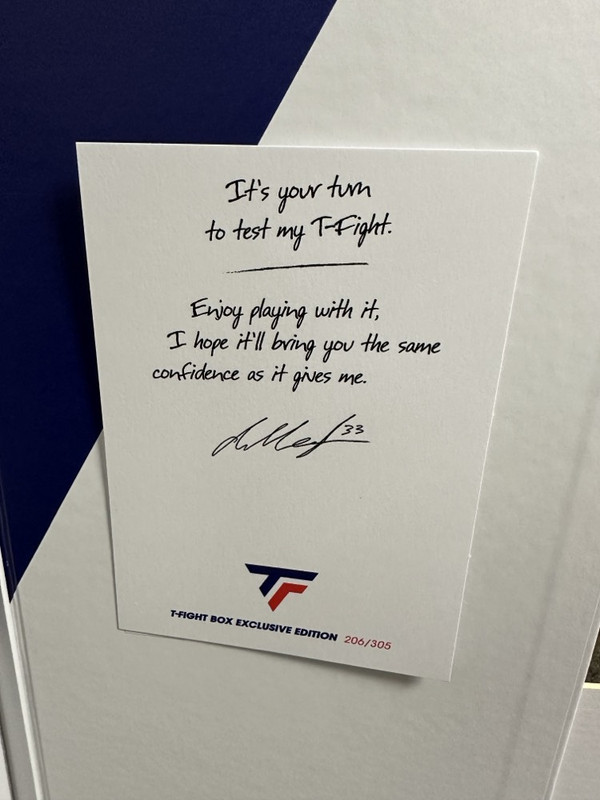 It's your turn
to test my T-Fight.
Enjoy playing with it,
I hope it'll bring you the same
confidence as it gives me.
33
T-FIGHT BOX EXCLUSIVE EDITION 206/305